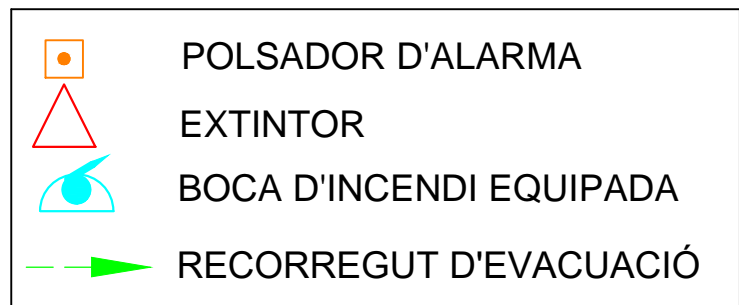 POLSADOR D'ALARMA
EXTINTOR
BOCA D'INCENDI EQUIPADA
RECORREGUT D'EVACUACIÓ